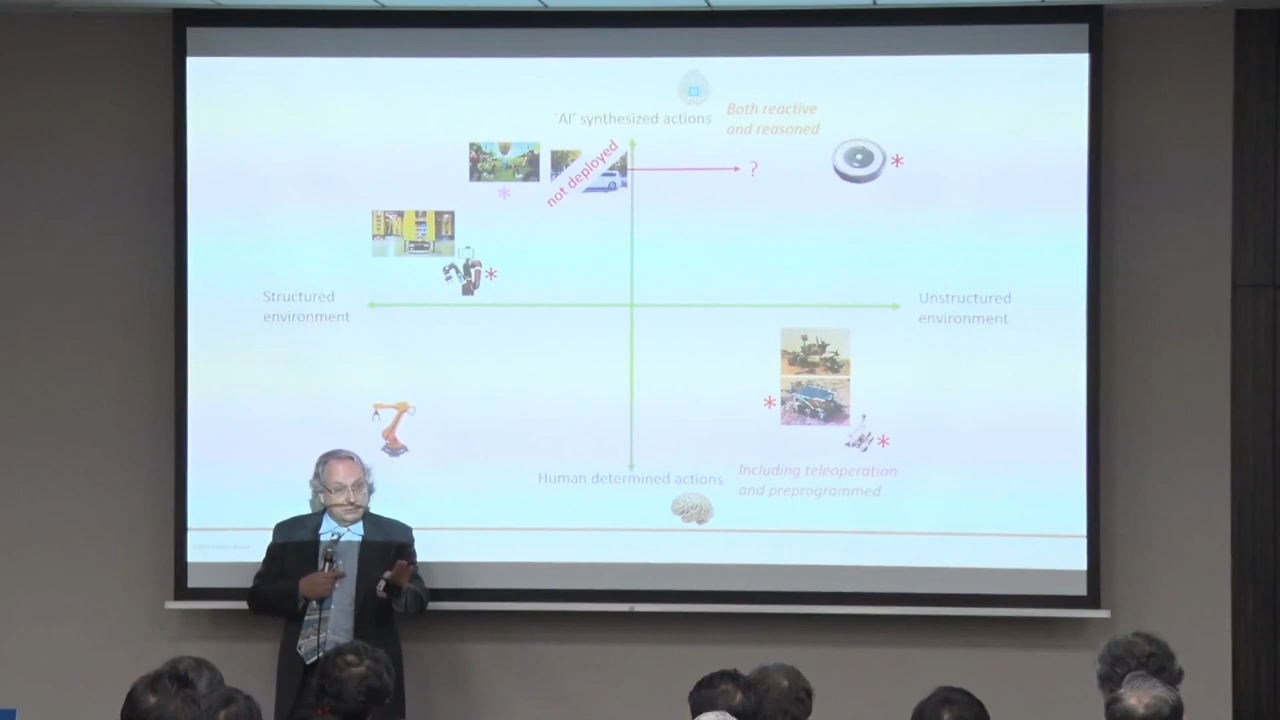 'AI' synthesized actions
Both reactive
and reasoned
not deployed
?
*
*
*
Structured
environment
Unstructured
environment
*
*
Human determined actions
Including teleoperation
and preprogrammed